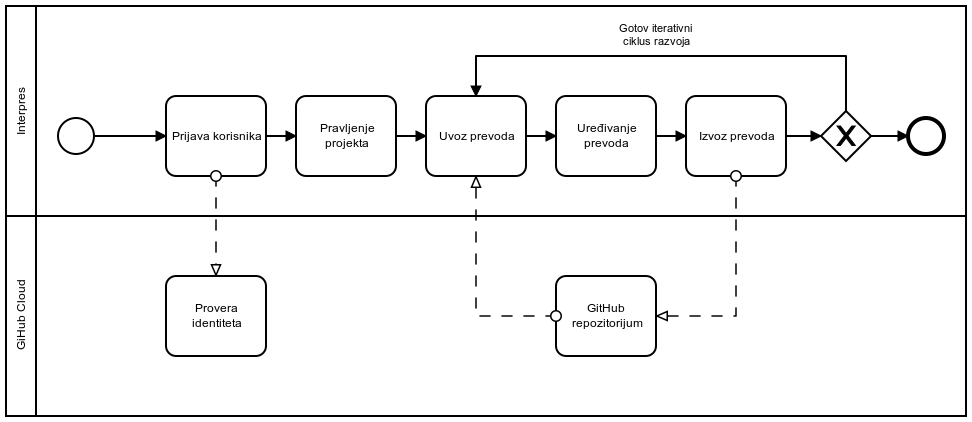 Interpres
Gotov iterativni
ciklus razvoja
Prijava korisnika
Pravljenje
projekta
Uvoz prevoda
Uređivanje
prevoda
Izvoz prevoda
X
GiHub Cloud
Provera
identiteta
GitHub
repozitorijum